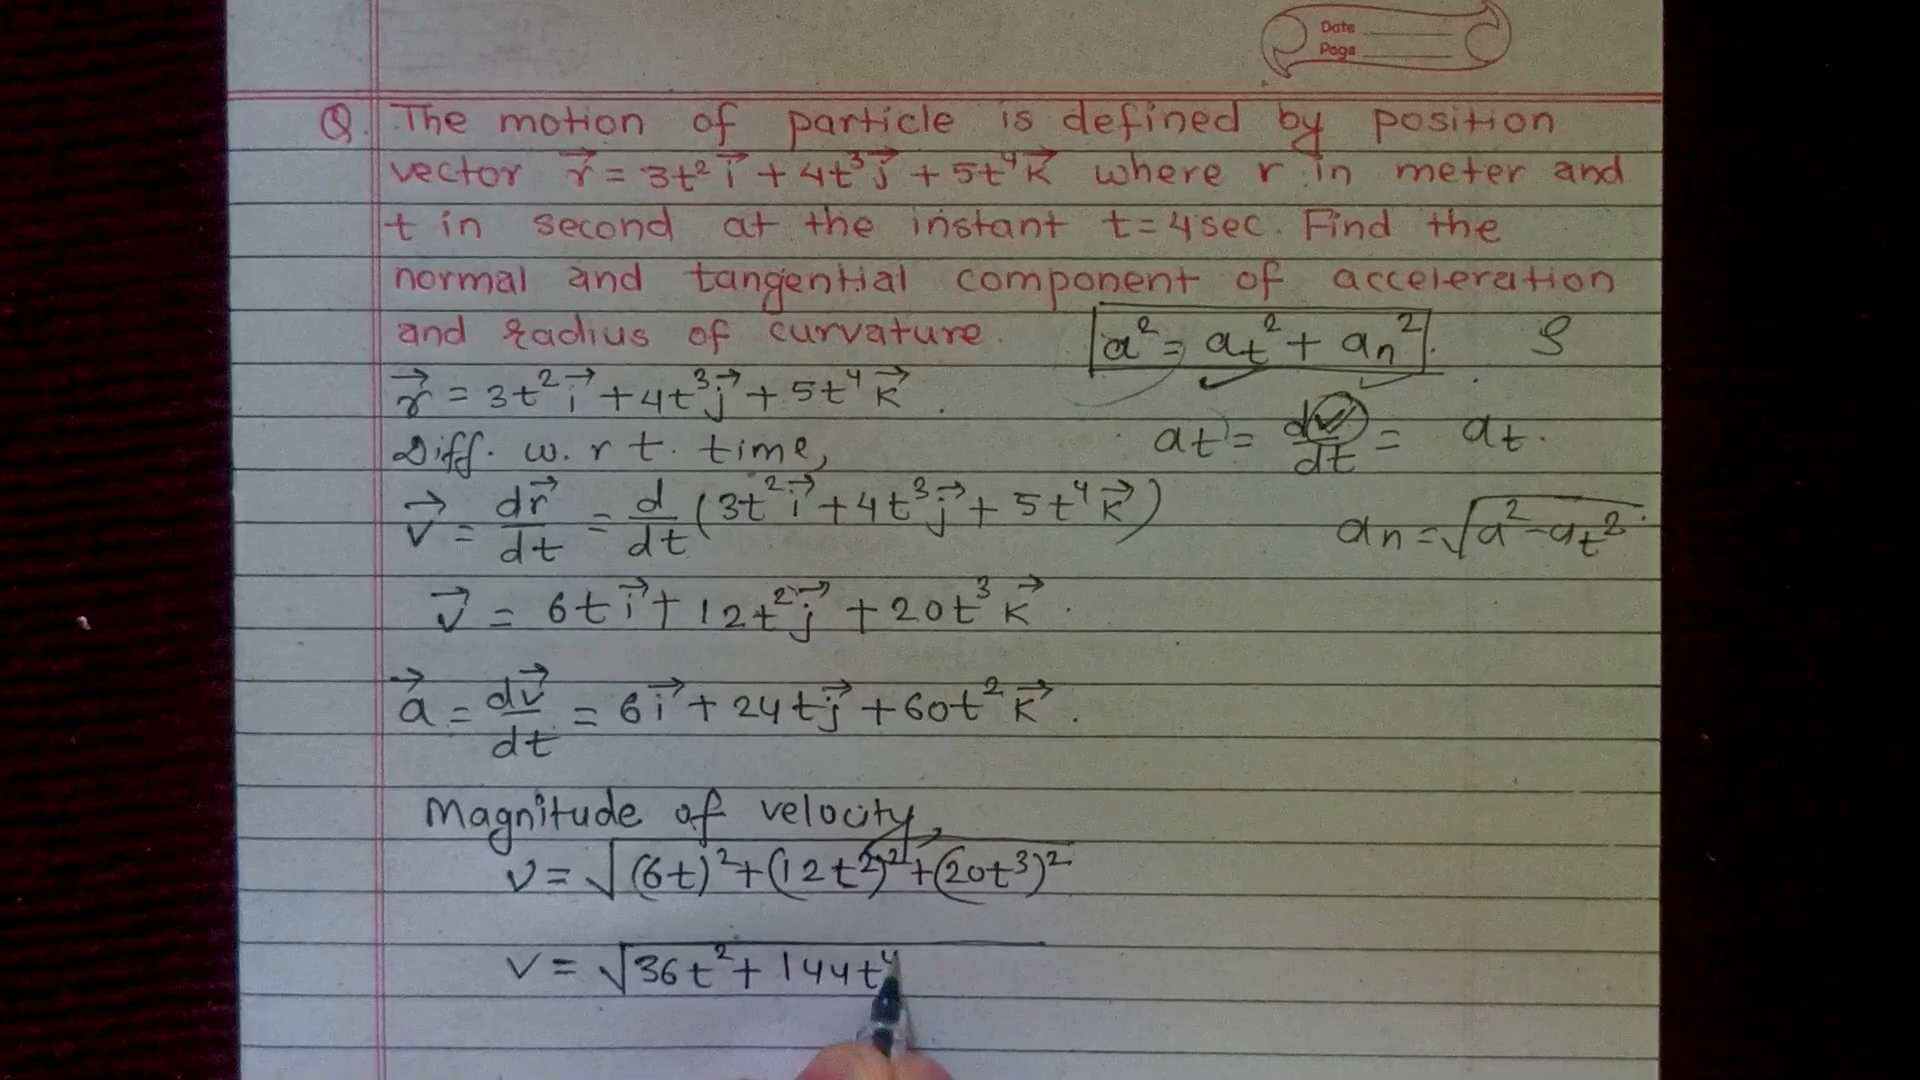 Date
Page
Q. The motion of particle is defined by position
vector r⃗ = 3t² i⃗ + 4t³ j⃗ + 5t⁴ k⃗ where r in meter and
t in second at the instant t = 4 sec. Find the
normal and tangential component of acceleration
and radius of curvature.
a² = at² + an². ρ
r⃗ = 3t² i⃗ + 4t³ j⃗ + 5t⁴ k⃗.
at = dv/dt = at.
Diff. w. r t. time,
v⃗ = dr⃗/dt = d/dt (3t² i⃗ + 4t³ j⃗ + 5t⁴ k⃗)
an = √(a² - at²)
v⃗ = 6t i⃗ + 12t² j⃗ + 20t³ k⃗.
a⃗ = dv⃗/dt = 6 i⃗ + 24t j⃗ + 60t² k⃗.
Magnitude of velocity,
v = √((6t)² + (12t²)² + (20t³)²)
v = √(36t² + 144t⁴